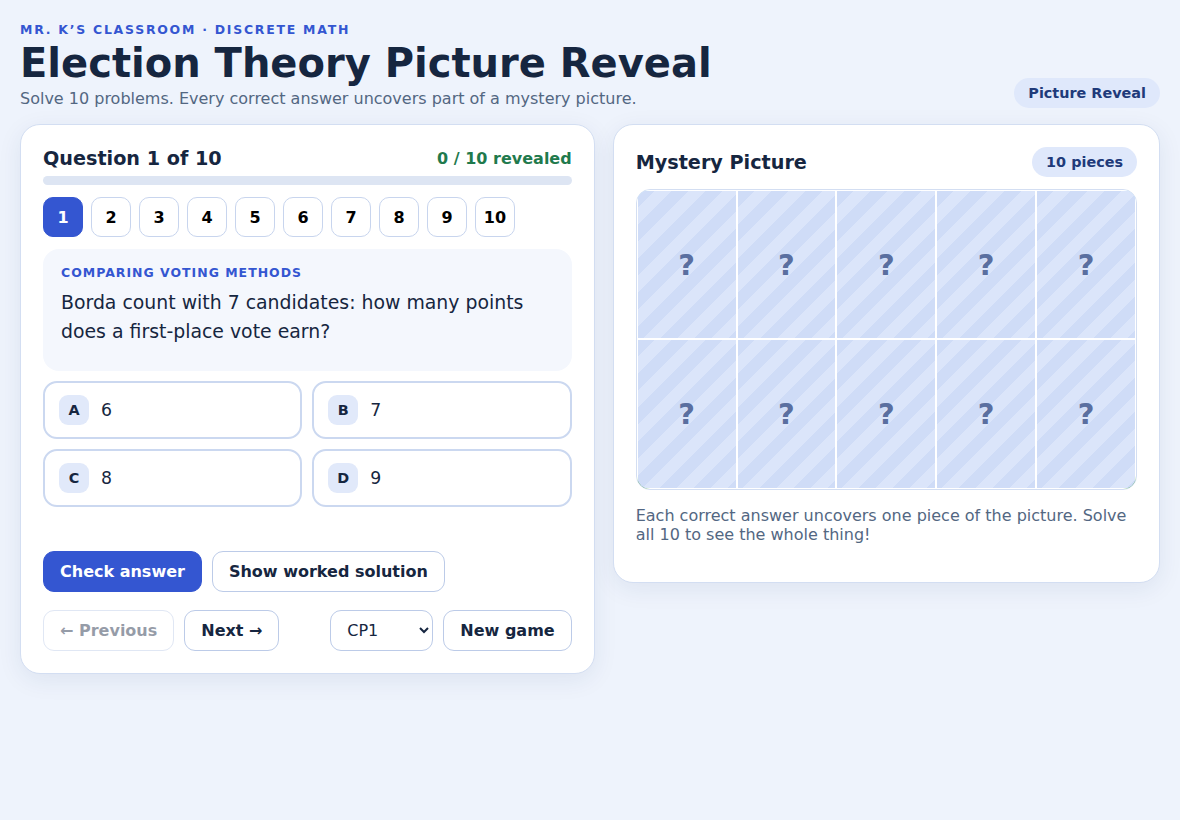 MR. K’S CLASSROOM · DISCRETE MATH
Election Theory Picture Reveal
Solve 10 problems. Every correct answer uncovers part of a mystery picture.
Picture Reveal
Question 1 of 10
0 / 10 revealed
1 2 3 4 5 6 7 8 9 10
COMPARING VOTING METHODS
Borda count with 7 candidates: how many points
does a first-place vote earn?
A 6
B 7
C 8
D 9
Check answer
Show worked solution
← Previous
Next →
CP1
New game
Mystery Picture
10 pieces
? ? ? ? ?
? ? ? ? ?
Each correct answer uncovers one piece of the picture. Solve
all 10 to see the whole thing!